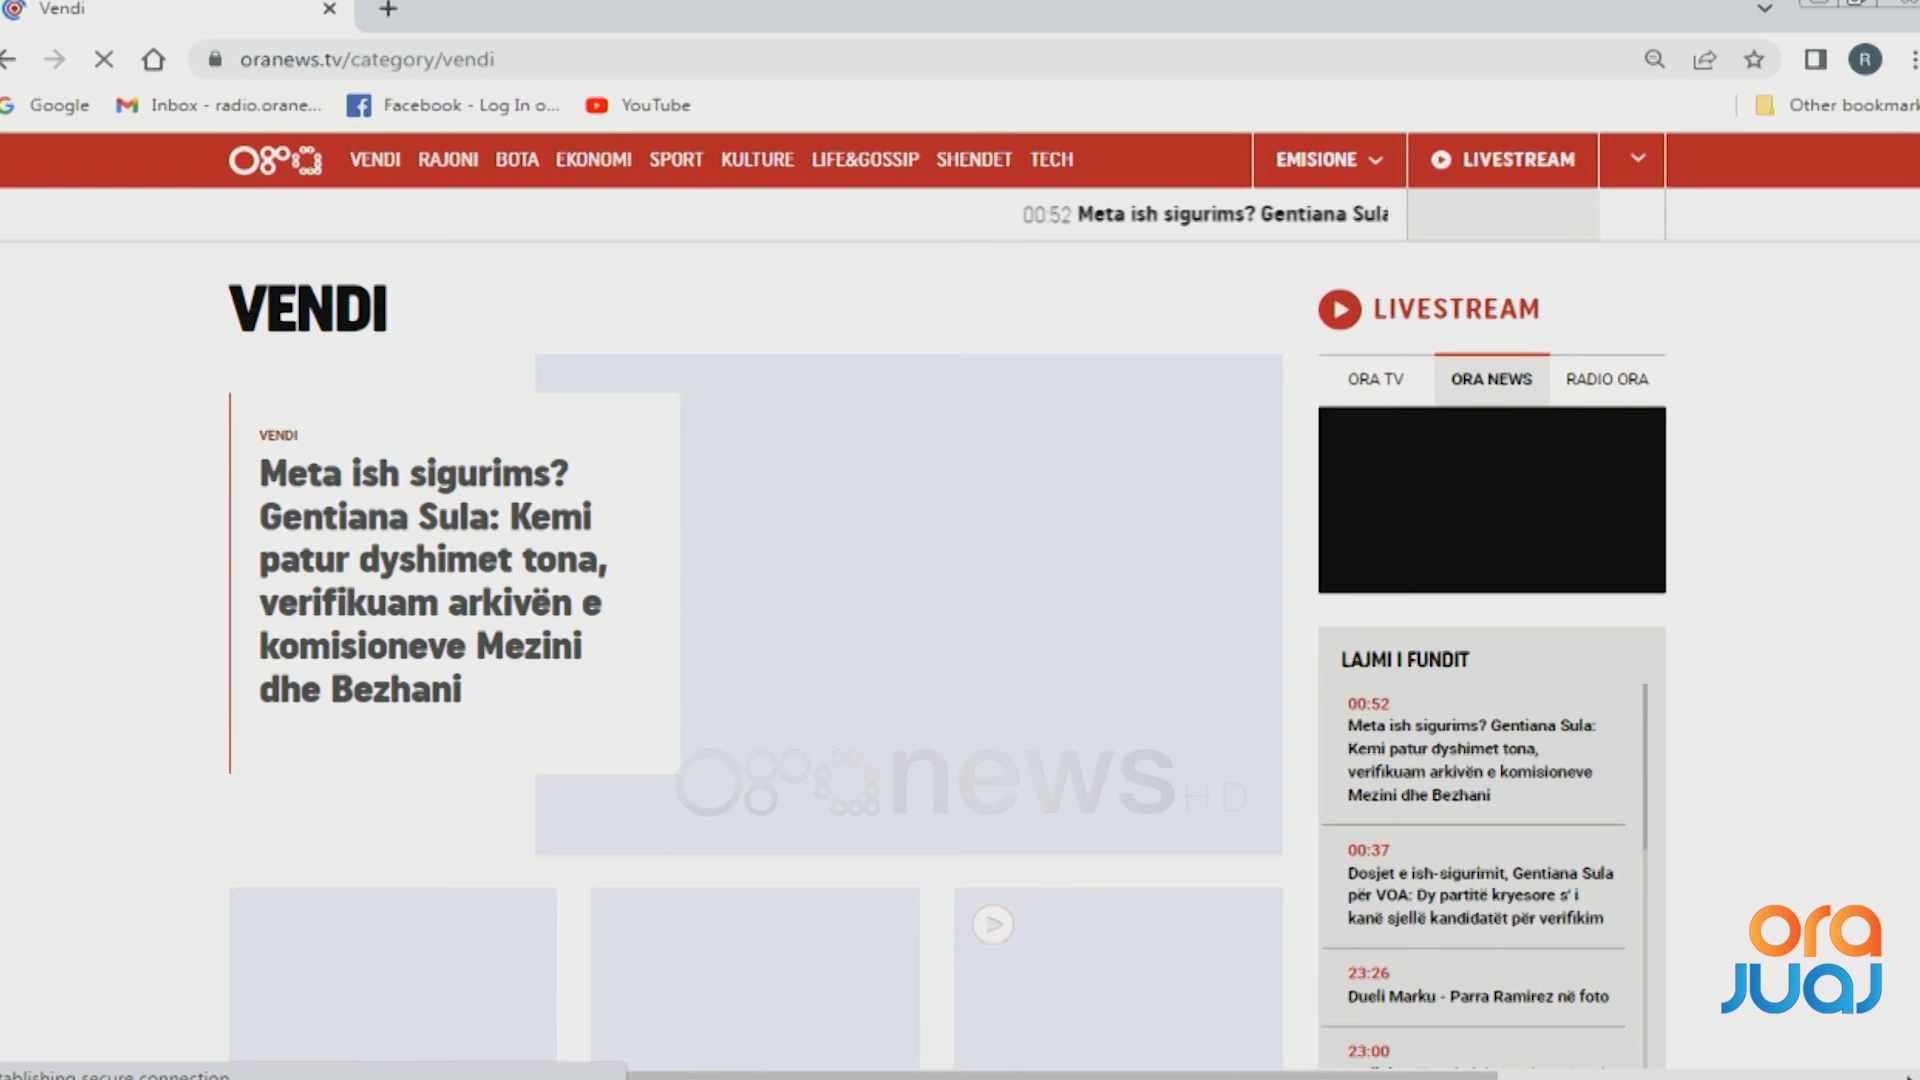 Vendi
oranews.tv/category/vendi
R
Google
Inbox - radio.orane...
Facebook - Log In o...
YouTube
Other bookmark
ora
VENDI
RAJONI
BOTA
EKONOMI
SPORT
KULTURE
LIFE&GOSSIP
SHENDET
TECH
EMISIONE
LIVESTREAM
00:52 Meta ish sigurims? Gentiana Sula
VENDI
VENDI
Meta ish sigurims?
Gentiana Sula: Kemi
patur dyshimet tona,
verifikuam arkivën e
komisioneve Mezini
dhe Bezhani
ora news HD
LIVESTREAM
ORA TV
ORA NEWS
RADIO ORA
LAJMI I FUNDIT
00:52
Meta ish sigurims? Gentiana Sula:
Kemi patur dyshimet tona,
verifikuam arkivën e komisioneve
Mezini dhe Bezhani
00:37
Dosjet e ish-sigurimit, Gentiana Sula
për VOA: Dy partitë kryesore s' i
kanë sjellë kandidatët për verifikim
23:26
Dueli Marku - Parra Ramirez në foto
23:00
ora
JUAJ
tablishing secure connection